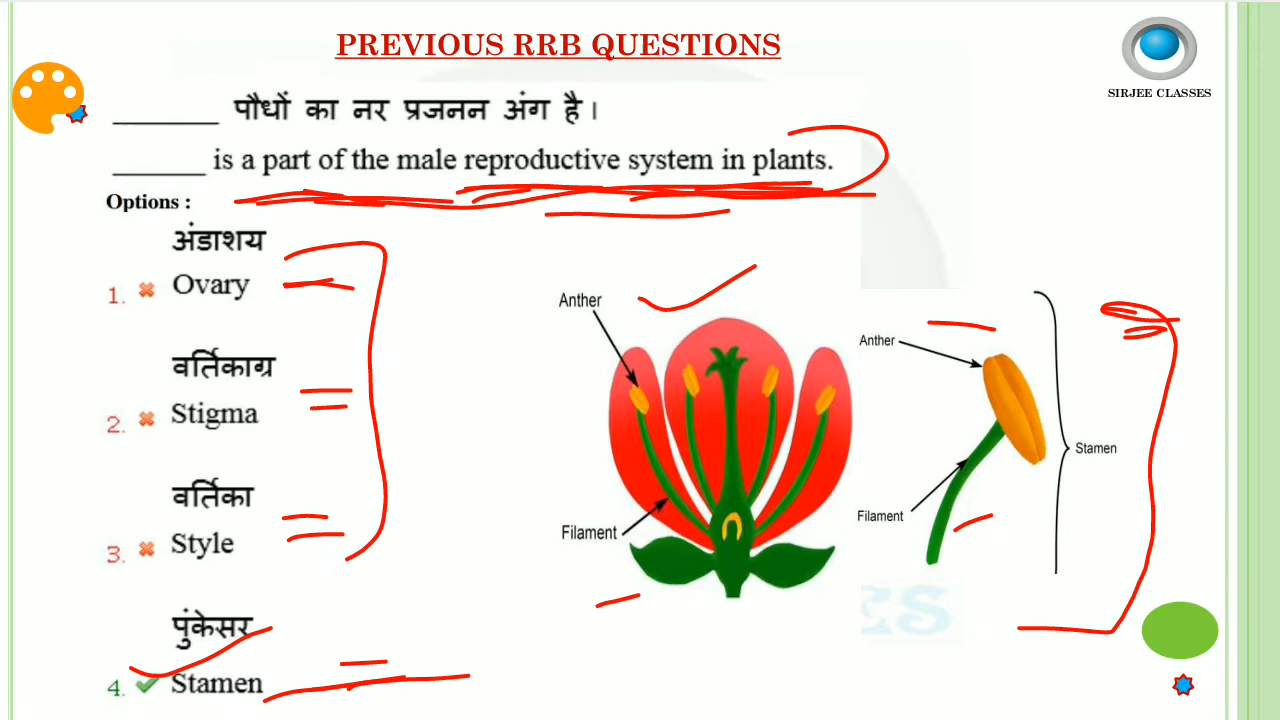 PREVIOUS RRB QUESTIONS
SIRJEE CLASSES
________ पौधों का नर प्रजनन अंग है।
_______ is a part of the male reproductive system in plants.
Options :
अंडाशय
1. Ovary
वर्तिकाग्र
2. Stigma
वर्तिका
3. Style
पुंकेसर
4. Stamen
Anther
Filament
Anther
Filament
Stamen